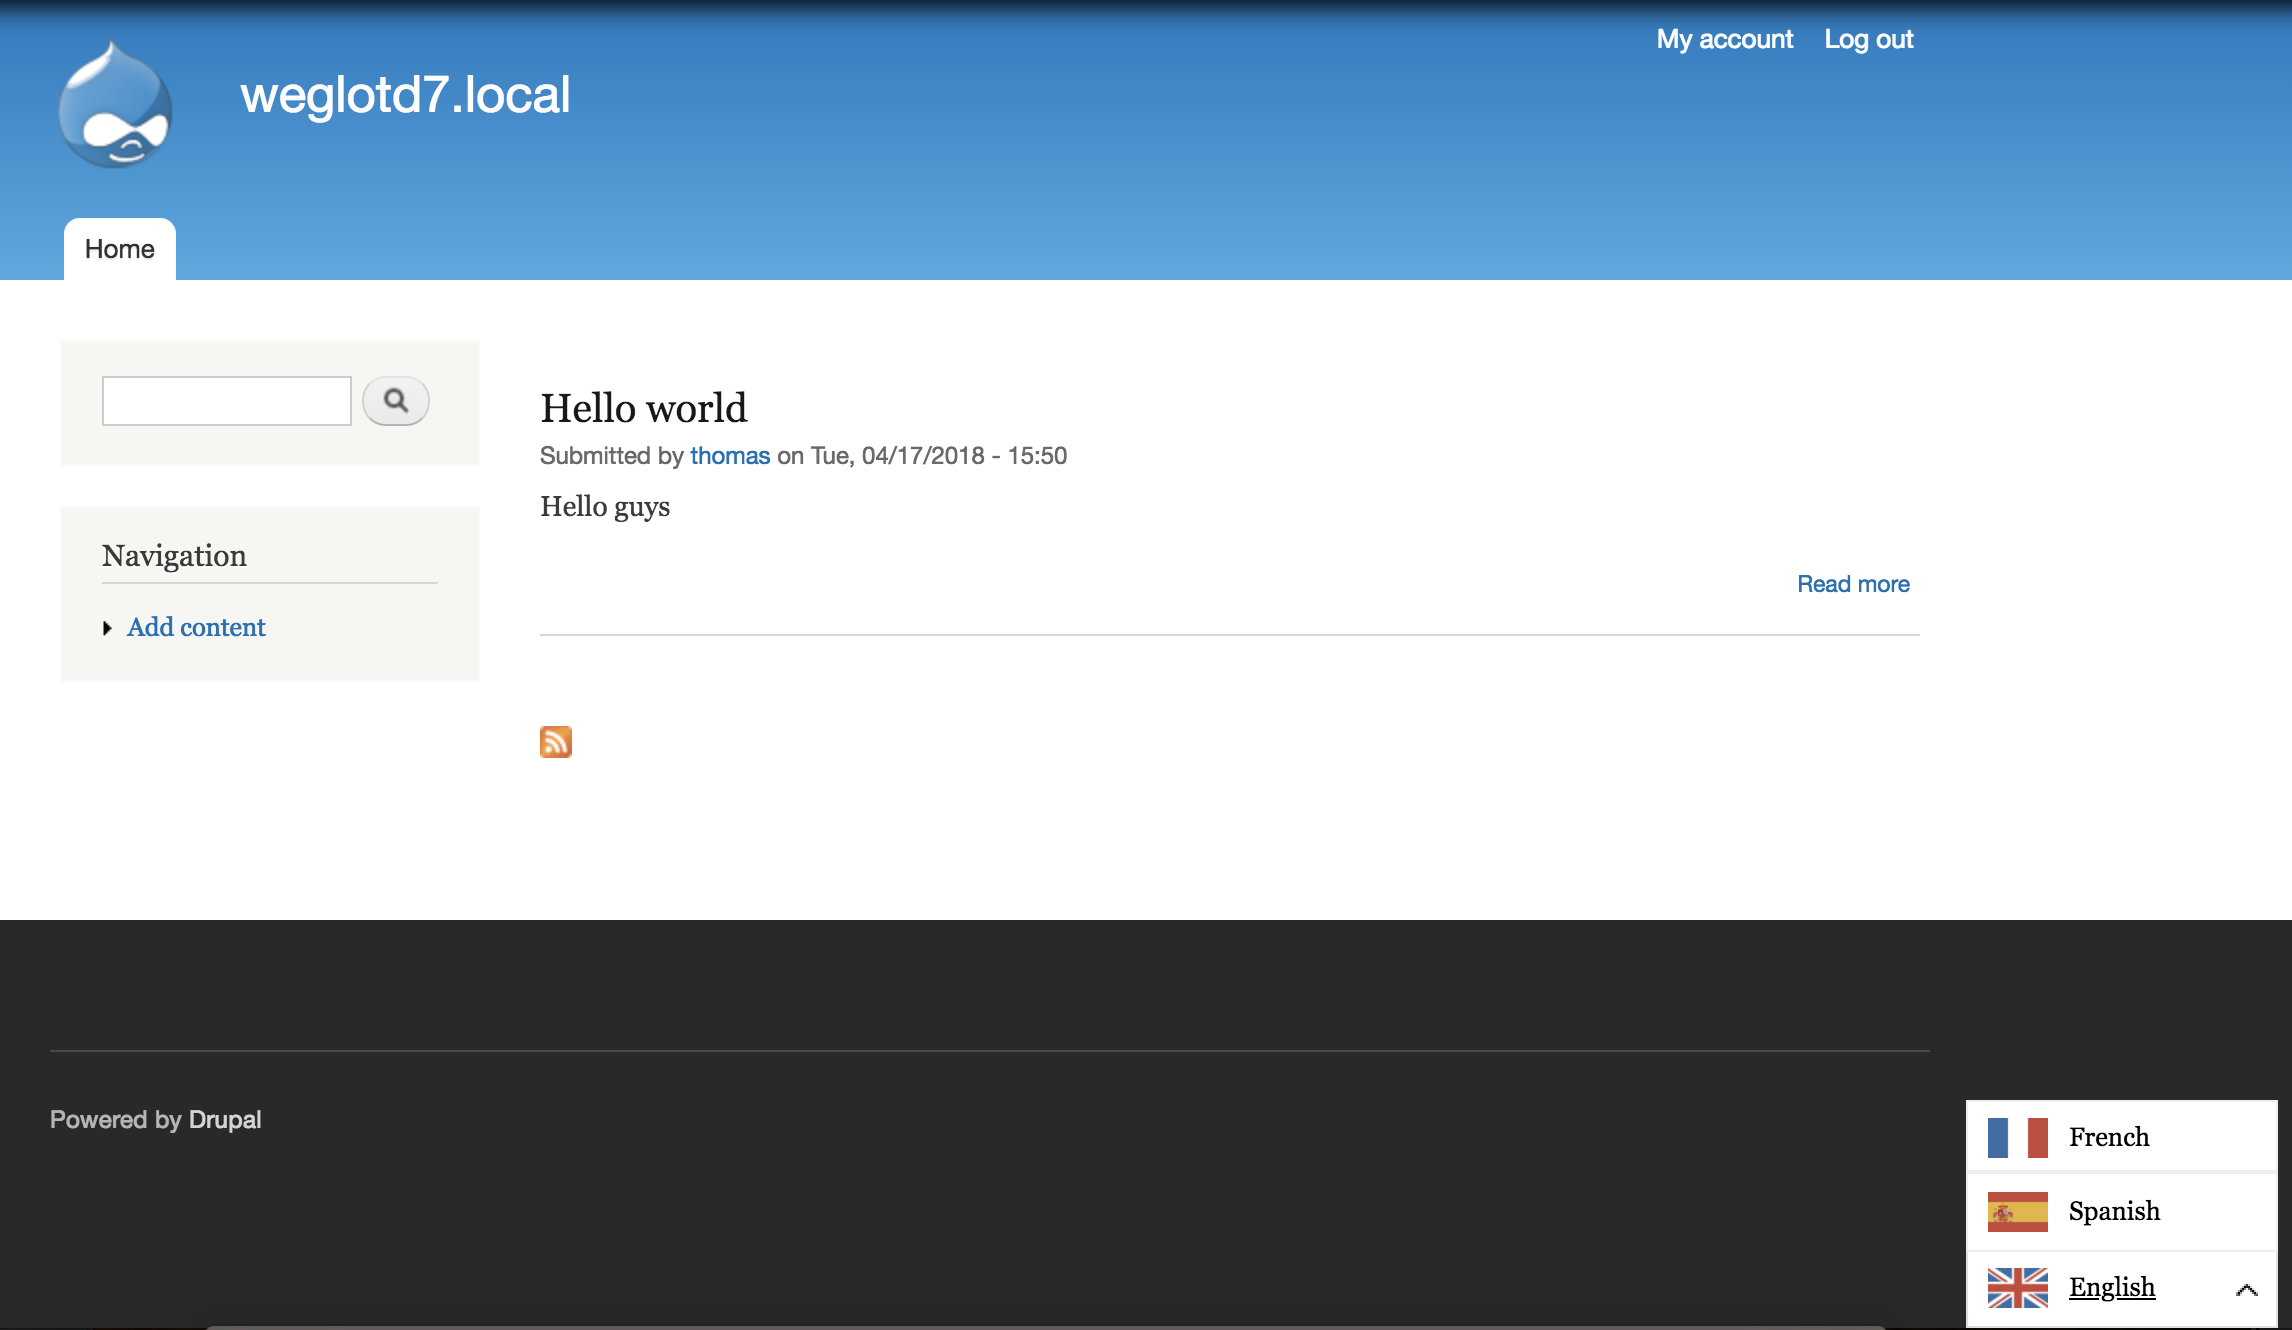 My account Log out
weglotd7.local
Home
Hello world
Submitted by thomas on Tue, 04/17/2018 - 15:50
Hello guys
Read more
Navigation
Add content
Powered by Drupal
French
Spanish
English